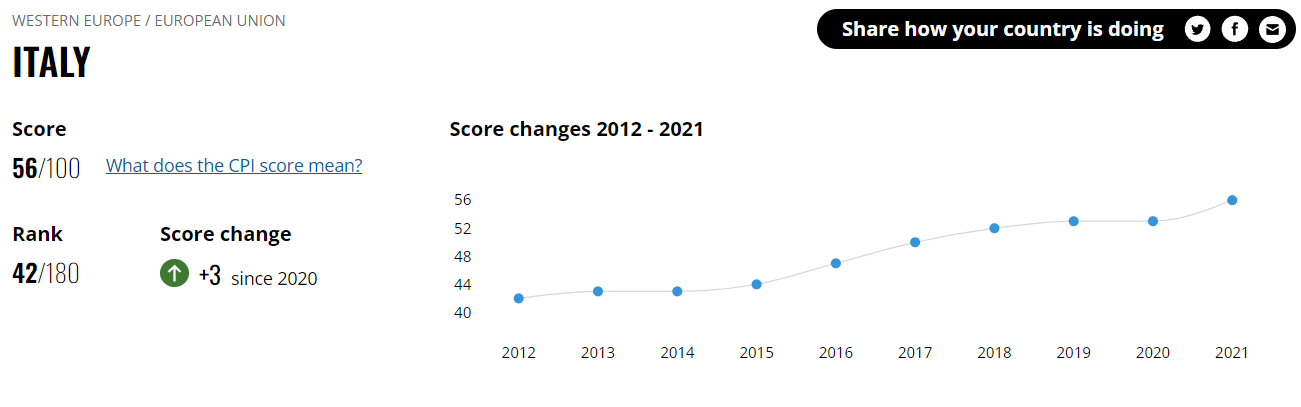 WESTERN EUROPE / EUROPEAN UNION
ITALY
Share how your country is doing
Score
56/100 What does the CPI score mean?
Rank
42/180
Score change
+3 since 2020
Score changes 2012 - 2021
56
52
48
44
40
2012 2013 2014 2015 2016 2017 2018 2019 2020 2021